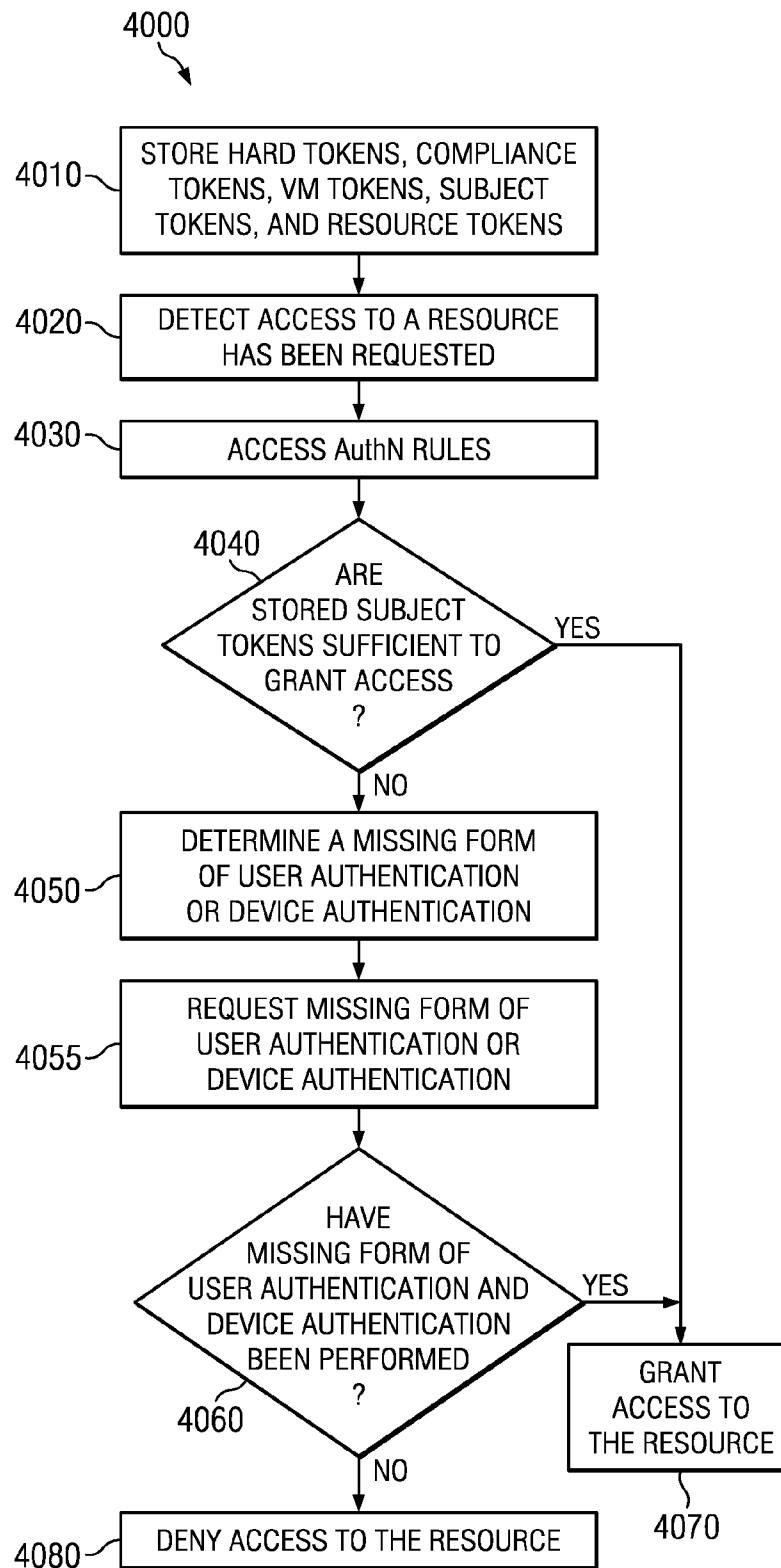 4000
4010
STORE HARD TOKENS, COMPLIANCE
TOKENS, VM TOKENS, SUBJECT
TOKENS, AND RESOURCE TOKENS
4020
DETECT ACCESS TO A RESOURCE
HAS BEEN REQUESTED
4030
ACCESS AuthN RULES
4040
ARE
STORED SUBJECT
TOKENS SUFFICIENT TO
GRANT ACCESS
?
YES
NO
4050
DETERMINE A MISSING FORM
OF USER AUTHENTICATION
OR DEVICE AUTHENTICATION
4055
REQUEST MISSING FORM OF
USER AUTHENTICATION OR
DEVICE AUTHENTICATION
HAVE
MISSING FORM OF
USER AUTHENTICATION AND
DEVICE AUTHENTICATION
BEEN PERFORMED
?
YES
4060
NO
GRANT
ACCESS TO
THE RESOURCE
4070
4080
DENY ACCESS TO THE RESOURCE